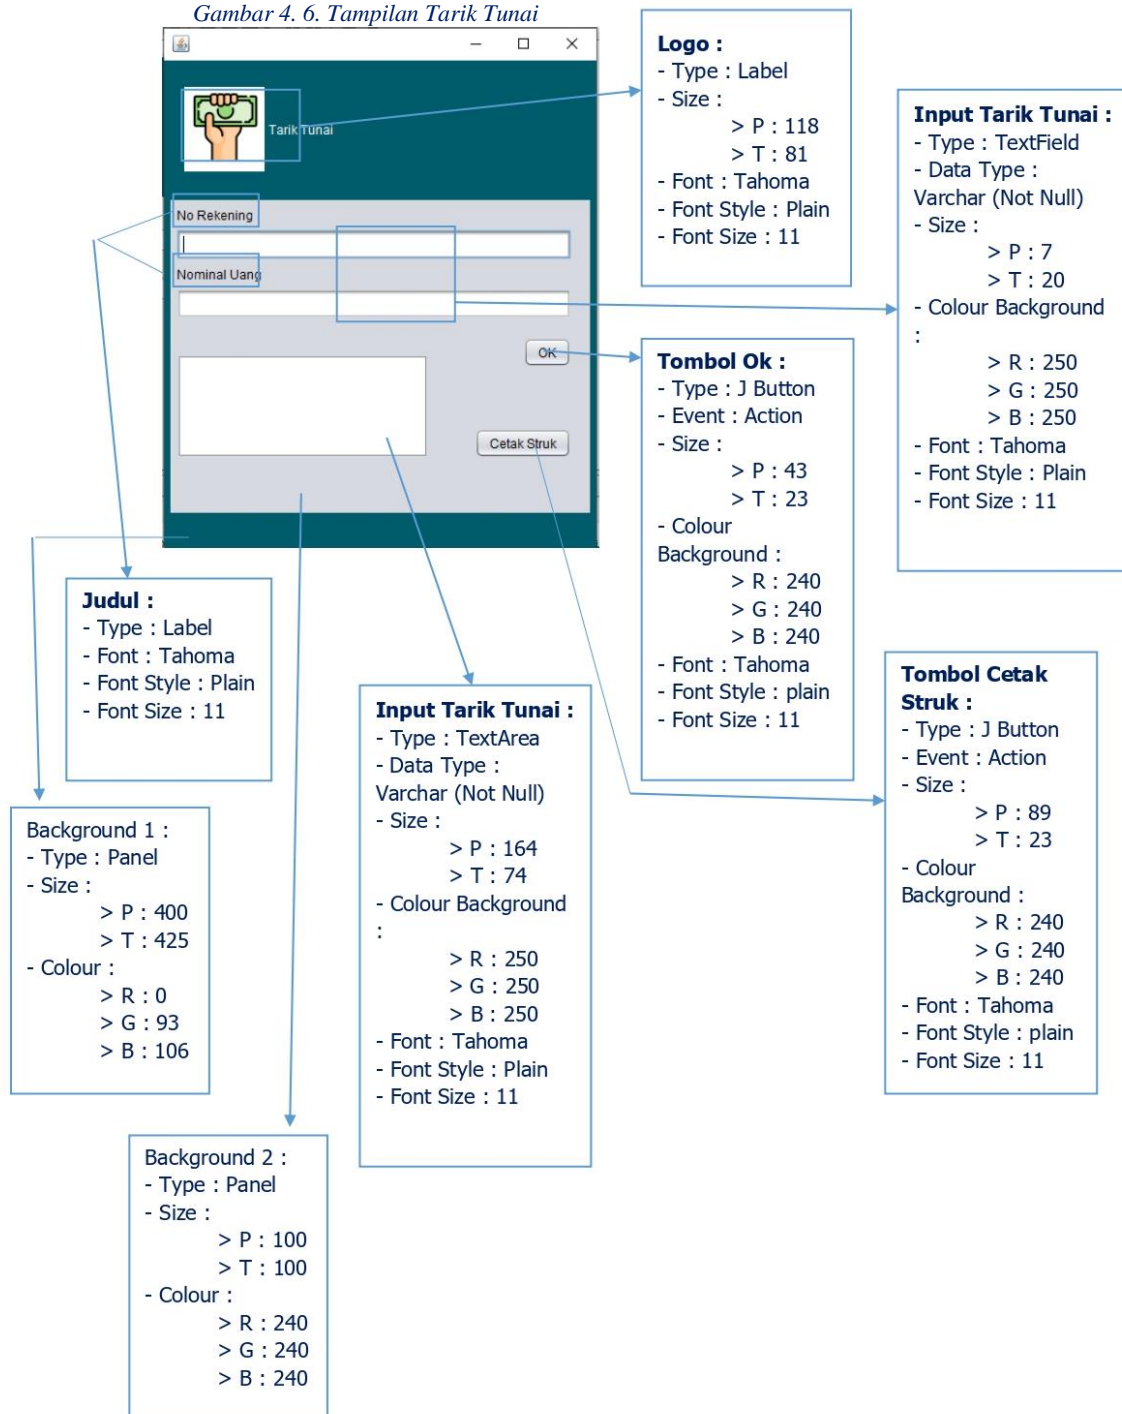 Gambar 4. 6. Tampilan Tarik Tunai
Tarik Tunai
No Rekening
Nominal Uang
OK
Cetak Struk
Logo :
- Type : Label
- Size :
> P : 118
> T : 81
- Font : Tahoma
- Font Style : Plain
- Font Size : 11
Input Tarik Tunai :
- Type : TextField
- Data Type :
Varchar (Not Null)
- Size :
> P : 7
> T : 20
- Colour Background
:
> R : 250
> G : 250
> B : 250
- Font : Tahoma
- Font Style : Plain
- Font Size : 11
Tombol Ok :
- Type : J Button
- Event : Action
- Size :
> P : 43
> T : 23
- Colour
Background :
> R : 240
> G : 240
> B : 240
- Font : Tahoma
- Font Style : plain
- Font Size : 11
Judul :
- Type : Label
- Font : Tahoma
- Font Style : Plain
- Font Size : 11
Input Tarik Tunai :
- Type : TextArea
- Data Type :
Varchar (Not Null)
- Size :
> P : 164
> T : 74
- Colour Background
:
> R : 250
> G : 250
> B : 250
- Font : Tahoma
- Font Style : Plain
- Font Size : 11
Tombol Cetak
Struk :
- Type : J Button
- Event : Action
- Size :
> P : 89
> T : 23
- Colour
Background :
> R : 240
> G : 240
> B : 240
- Font : Tahoma
- Font Style : plain
- Font Size : 11
Background 1 :
- Type : Panel
- Size :
> P : 400
> T : 425
- Colour :
> R : 0
> G : 93
> B : 106
Background 2 :
- Type : Panel
- Size :
> P : 100
> T : 100
- Colour :
> R : 240
> G : 240
> B : 240